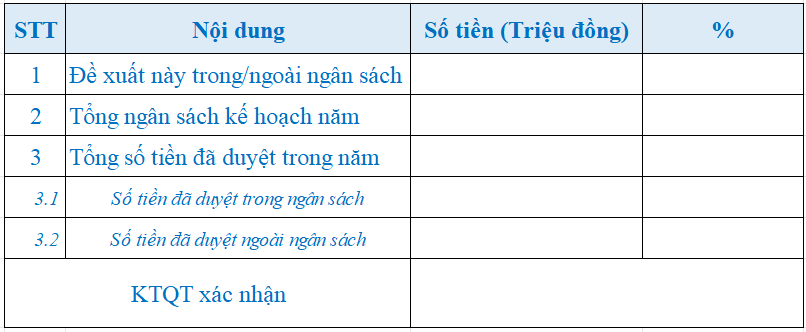 STT Nội dung Số tiền (Triệu đồng) %
1 Đề xuất này trong/ngoài ngân sách
2 Tổng ngân sách kế hoạch năm
3 Tổng số tiền đã duyệt trong năm
3.1 Số tiền đã duyệt trong ngân sách
3.2 Số tiền đã duyệt ngoài ngân sách
KTQT xác nhận